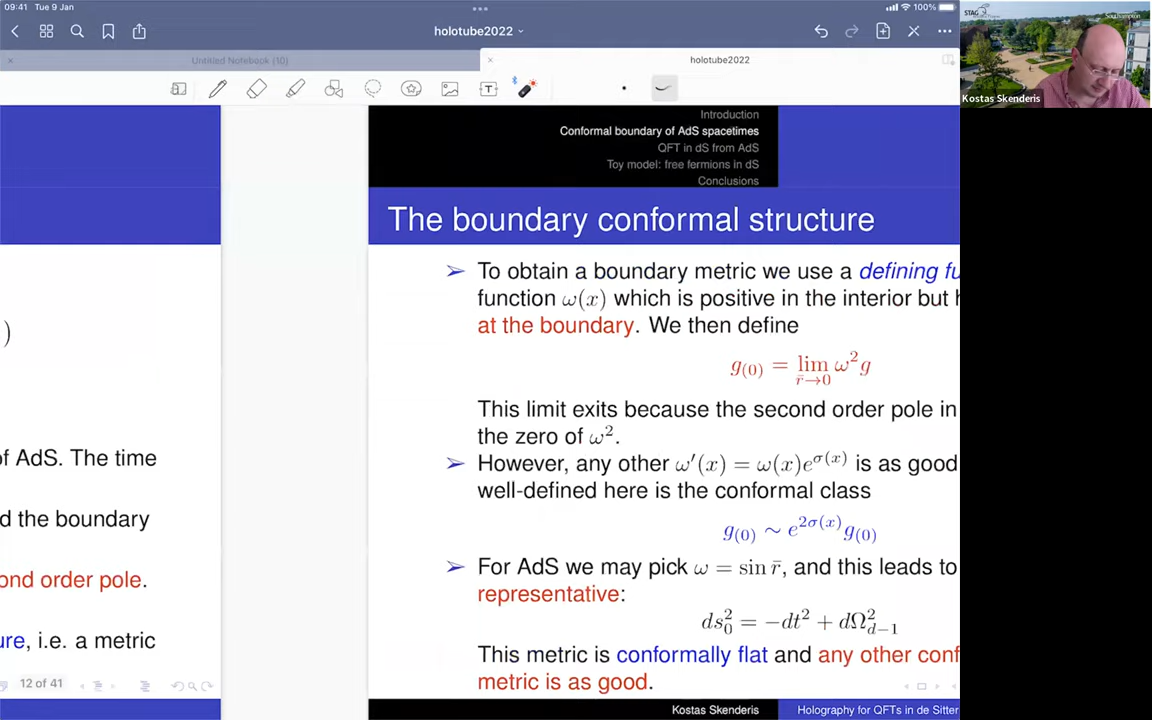 09:41 Tue 9 Jan
100%
holotube2022
Untitled Notebook (10)
holotube2022
T
STAG
Southampton
Kostas Skenderis
Introduction
Conformal boundary of AdS spacetimes
QFT in dS from AdS
Toy model: free fermions in dS
Conclusions
The boundary conformal structure
➢ To obtain a boundary metric we use a defining fu
function ω(x) which is positive in the interior but h
at the boundary. We then define
g(0) = lim r̄→0 ω²g
This limit exits because the second order pole in
the zero of ω².
➢ However, any other ω′(x) = ω(x)e^σ(x) is as good
well-defined here is the conformal class
g(0) ∼ e^2σ(x) g(0)
➢ For AdS we may pick ω = sin r̄, and this leads to
representative:
ds₀² = −dt² + dΩ²_d−1
This metric is conformally flat and any other conf
metric is as good.
)
of AdS. The time
d the boundary
ond order pole.
ure, i.e. a metric
12 of 41
Kostas Skenderis
Holography for QFTs in de Sitter